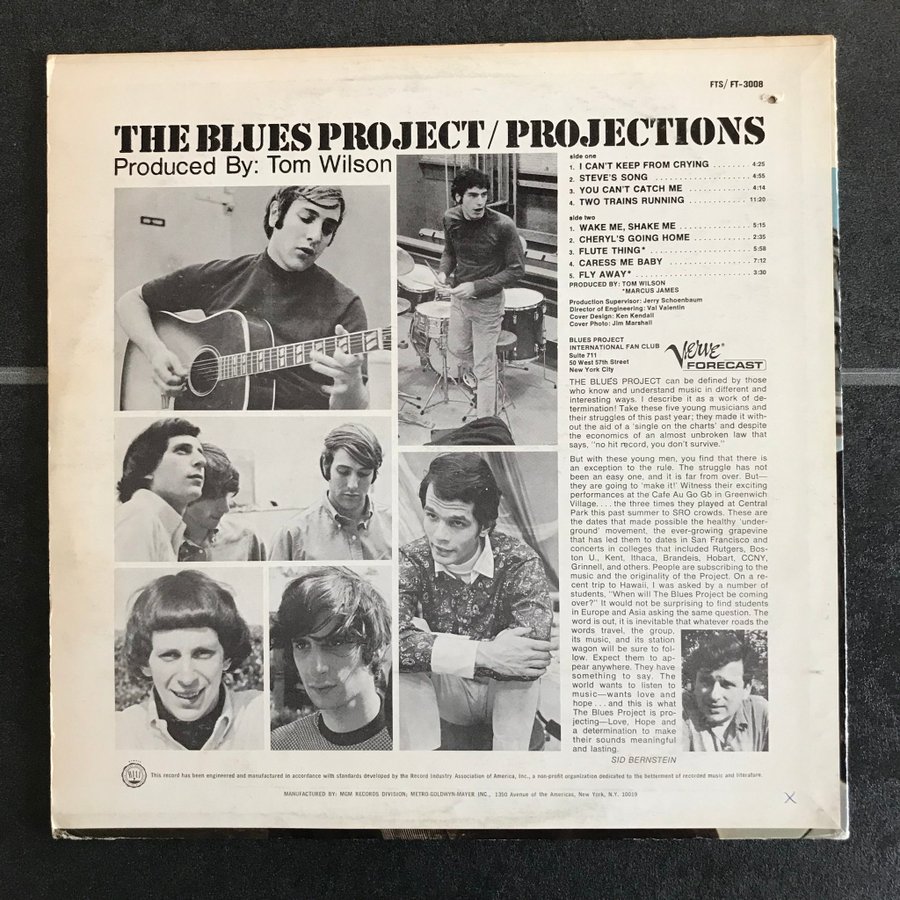 FTS/FT-3008
THE BLUES PROJECT/PROJECTIONS
Produced By: Tom Wilson
side one
1. I CAN'T KEEP FROM CRYING ........ 4:25
2. STEVE'S SONG ........ 4:55
3. YOU CAN'T CATCH ME ........ 4:14
4. TWO TRAINS RUNNING ........ 11:20
side two
1. WAKE ME, SHAKE ME ........ 5:15
2. CHERYL'S GOING HOME ........ 2:35
3. FLUTE THING* ........ 5:58
4. CARESS ME BABY ........ 7:12
5. FLY AWAY* ........ 3:30
PRODUCED BY: TOM WILSON
*MARCUS JAMES
Production Supervisor: Jerry Schoenbaum
Director of Engineering: Val Valentin
Cover Design: Ken Kendall
Cover Photo: Jim Marshall
BLUES PROJECT
INTERNATIONAL FAN CLUB
Suite 711
50 West 57th Street
New York City
Verve
FORECAST
THE BLUES PROJECT can be defined by those
who know and understand music in different and
interesting ways. I describe it as a work of de-
termination! Take these five young musicians and
their struggles of this past year; they made it with-
out the aid of a 'single on the charts' and despite
the economics of an almost unbroken law that
says, "no hit record, you don't survive."
But with these young men, you find that there is
an exception to the rule. The struggle has not
been an easy one, and it is far from over. But—
they are going to 'make it!' Witness their exciting
performances at the Cafe Au Go Go in Greenwich
Village....the three times they played at Central
Park this past summer to SRO crowds. These are
the dates that made possible the healthy 'under-
ground' movement, the ever-growing grapevine
that has led them to dates in San Francisco and
concerts in colleges that included Rutgers, Bos-
ton U., Kent, Ithaca, Brandeis, Hobart, CCNY,
Grinnell, and others. People are subscribing to the
music and the originality of the Project. On a re-
cent trip to Hawaii, I was asked by a number of
students, "When will The Blues Project be coming
over?" It would not be surprising to find students
in Europe and Asia asking the same question. The
word is out, it is inevitable that whatever roads the
words travel, the group,
its music, and its station
wagon will be sure to fol-
low. Expect them to ap-
pear anywhere. They have
something to say. The
world wants to listen to
music—wants love and
hope...and this is what
The Blues Project is pro-
jecting—Love, Hope and
a determination to make
their sounds meaningful
and lasting.
SID BERNSTEIN
This record has been engineered and manufactured in accordance with standards developed by the Record Industry Association of America, Inc., a non-profit organization dedicated to the betterment of recorded music and literature.
MANUFACTURED BY: MGM RECORDS DIVISION, METRO-GOLDWYN-MAYER INC., 1350 Avenue of the Americas, New York, N.Y. 10019
X